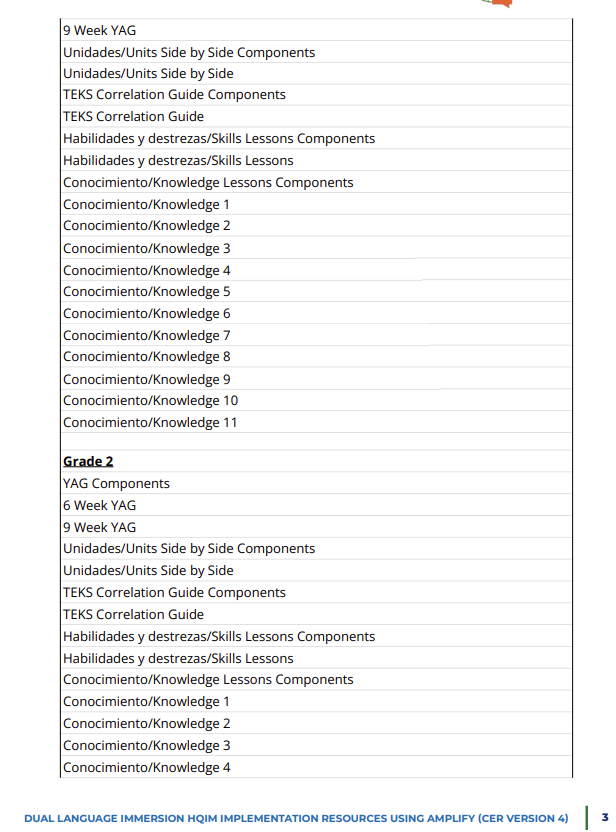 9 Week YAG
Unidades/Units Side by Side Components
Unidades/Units Side by Side
TEKS Correlation Guide Components
TEKS Correlation Guide
Habilidades y destrezas/Skills Lessons Components
Habilidades y destrezas/Skills Lessons
Conocimiento/Knowledge Lessons Components
Conocimiento/Knowledge 1
Conocimiento/Knowledge 2
Conocimiento/Knowledge 3
Conocimiento/Knowledge 4
Conocimiento/Knowledge 5
Conocimiento/Knowledge 6
Conocimiento/Knowledge 7
Conocimiento/Knowledge 8
Conocimiento/Knowledge 9
Conocimiento/Knowledge 10
Conocimiento/Knowledge 11
Grade 2
YAG Components
6 Week YAG
9 Week YAG
Unidades/Units Side by Side Components
Unidades/Units Side by Side
TEKS Correlation Guide Components
TEKS Correlation Guide
Habilidades y destrezas/Skills Lessons Components
Habilidades y destrezas/Skills Lessons
Conocimiento/Knowledge Lessons Components
Conocimiento/Knowledge 1
Conocimiento/Knowledge 2
Conocimiento/Knowledge 3
Conocimiento/Knowledge 4
DUAL LANGUAGE IMMERSION HQIM IMPLEMENTATION RESOURCES USING AMPLIFY (CER VERSION 4) 3